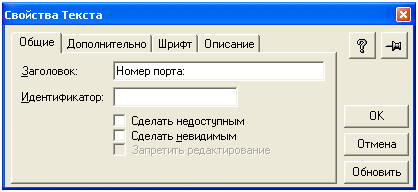 Свойства Текста
Общие Дополнительно Шрифт Описание
Заголовок: Номер порта:
Идентификатор:
Сделать недоступным
Сделать невидимым
Запретить редактирование
OK
Отмена
Обновить